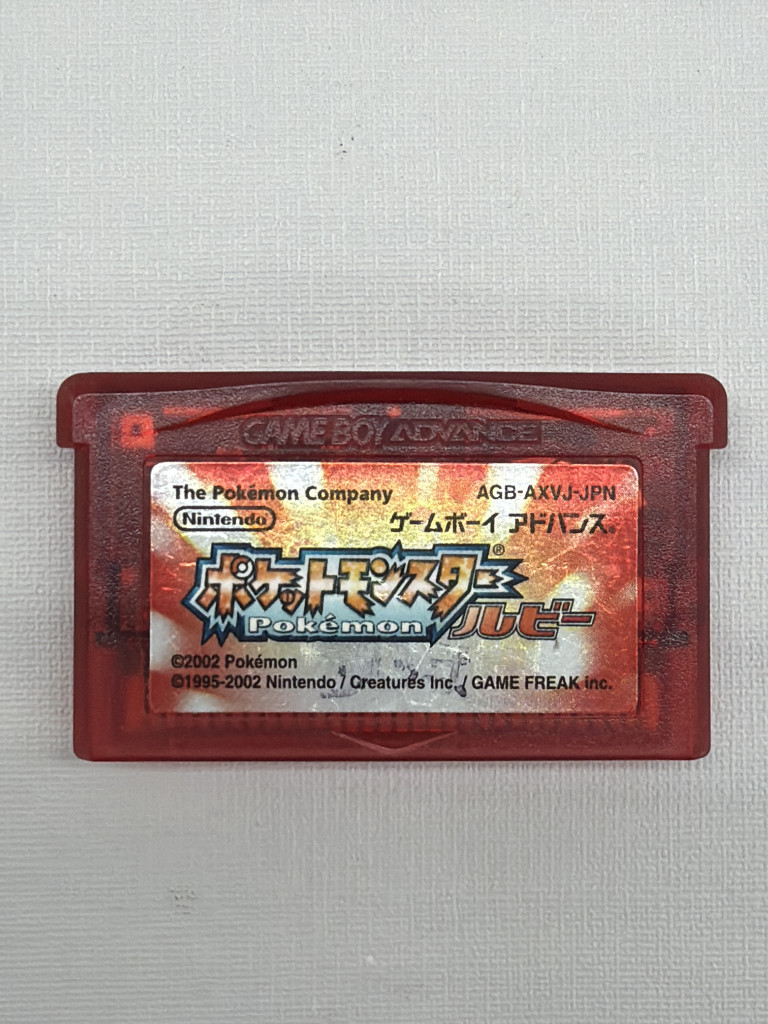 GAME BOY ADVANCE
The Pokémon Company AGB-AXVJ-JPN
Nintendo® ゲームボーイ アドバンス®
ポケットモンスター®
Pokémon ルビー
©2002 Pokémon
©1995-2002 Nintendo / Creatures Inc. / GAME FREAK inc.